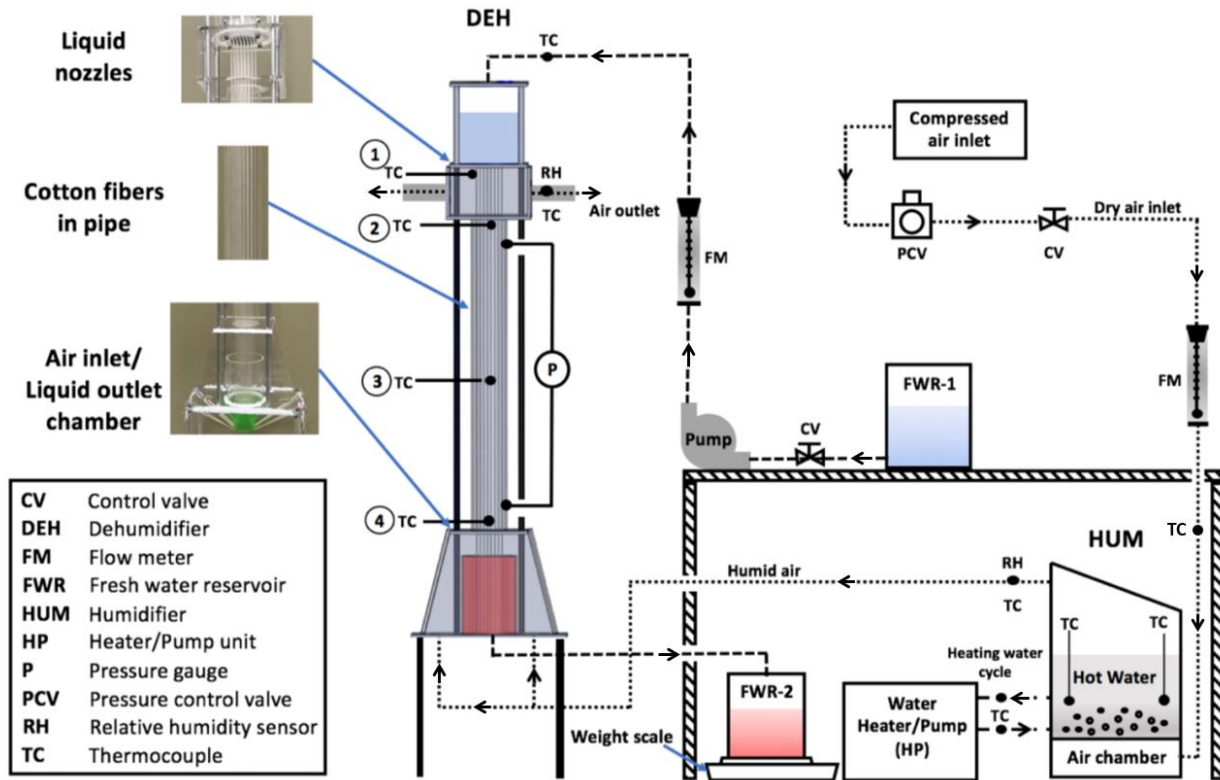 DEH
Liquid
nozzles
TC
Compressed
air inlet
1
TC
RH
TC
Air outlet
Cotton fibers
in pipe
2
TC
FM
PCV
CV
Dry air inlet
Air inlet/
Liquid outlet
chamber
3
TC
P
FM
FWR-1
Pump
CV
4
TC
TC
HUM
Humid air
RH
TC
TC
TC
Heating water
cycle
Hot Water
TC
FWR-2
Water
Heater/Pump
(HP)
Air chamber
Weight scale
CV Control valve
DEH Dehumidifier
FM Flow meter
FWR Fresh water reservoir
HUM Humidifier
HP Heater/Pump unit
P Pressure gauge
PCV Pressure control valve
RH Relative humidity sensor
TC Thermocouple